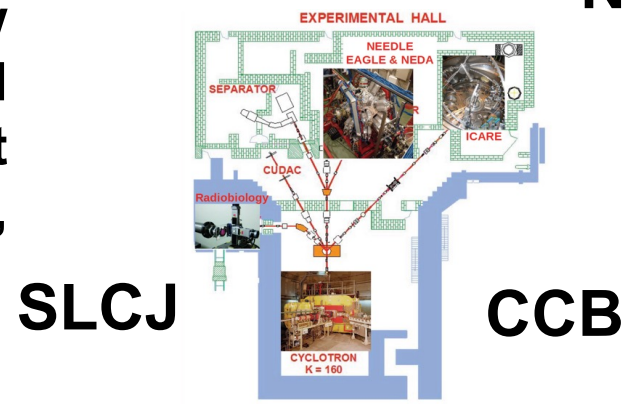 EXPERIMENTAL HALL
NEEDLE
EAGLE & NEDA
SEPARATOR
ICARE
CUDAC
Radiobiology
SLCJ
CCB
CYCLOTRON
K = 160